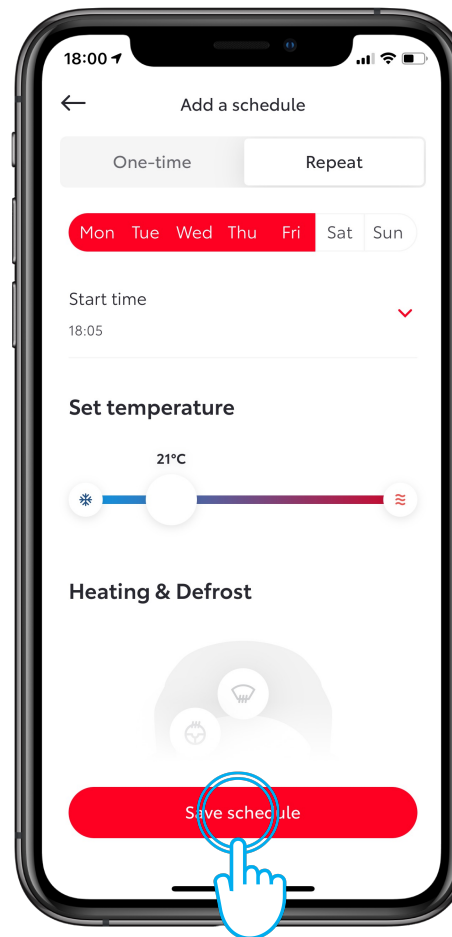 18:00
Add a schedule
One-time Repeat
Mon Tue Wed Thu Fri Sat Sun
Start time
18:05
Set temperature
21°C
Heating & Defrost
Save schedule